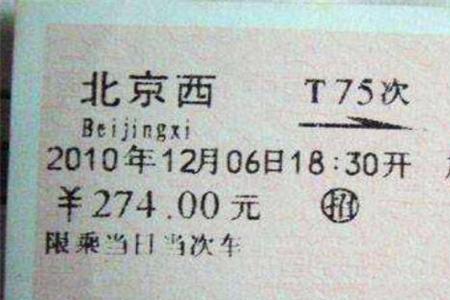 北京西 T75次
Beijingxi
2010年12月06日18:30开
￥274.00元 招
限乘当日当次车